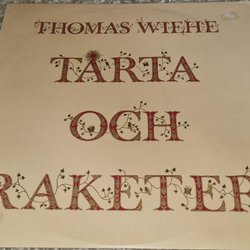 THOMAS WIEHE
TÅRTA
OCH
RAKETER